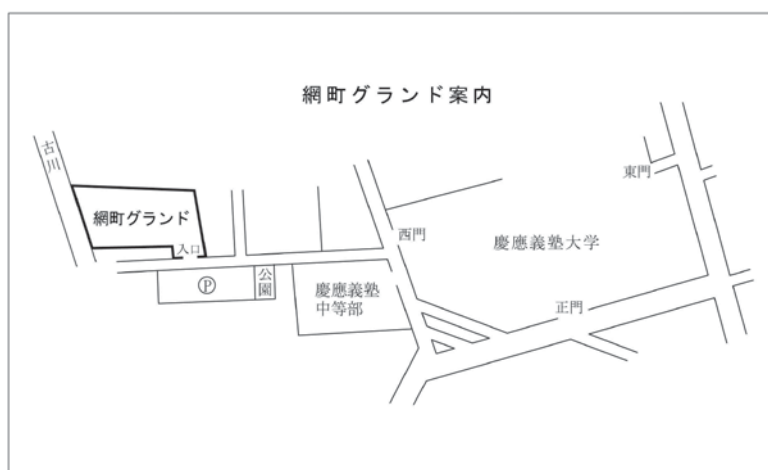 網町グランド案内
古川
網町グランド
入口
Ⓟ
公園
慶應義塾
中等部
西門
慶應義塾大学
東門
正門